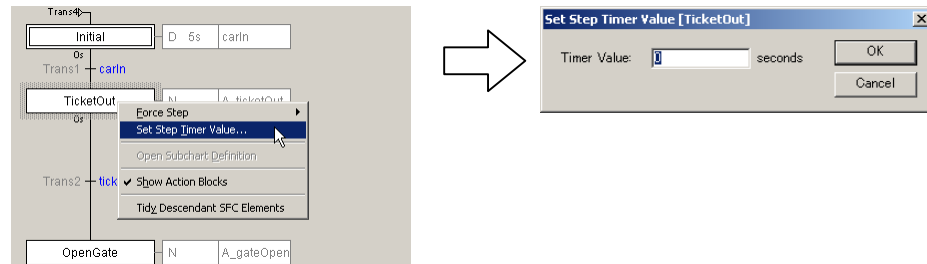 Trans4
Initial
D 5s carIn
0s
Trans1 carIn
TicketOut
N A_ticketOut
0s
Force Step
Set Step Timer Value...
Open Subchart Definition
Trans2 tick
Show Action Blocks
Tidy Descendant SFC Elements
OpenGate N A_gateOpen
Set Step Timer Value [TicketOut]
Timer Value: 0 seconds
OK
Cancel